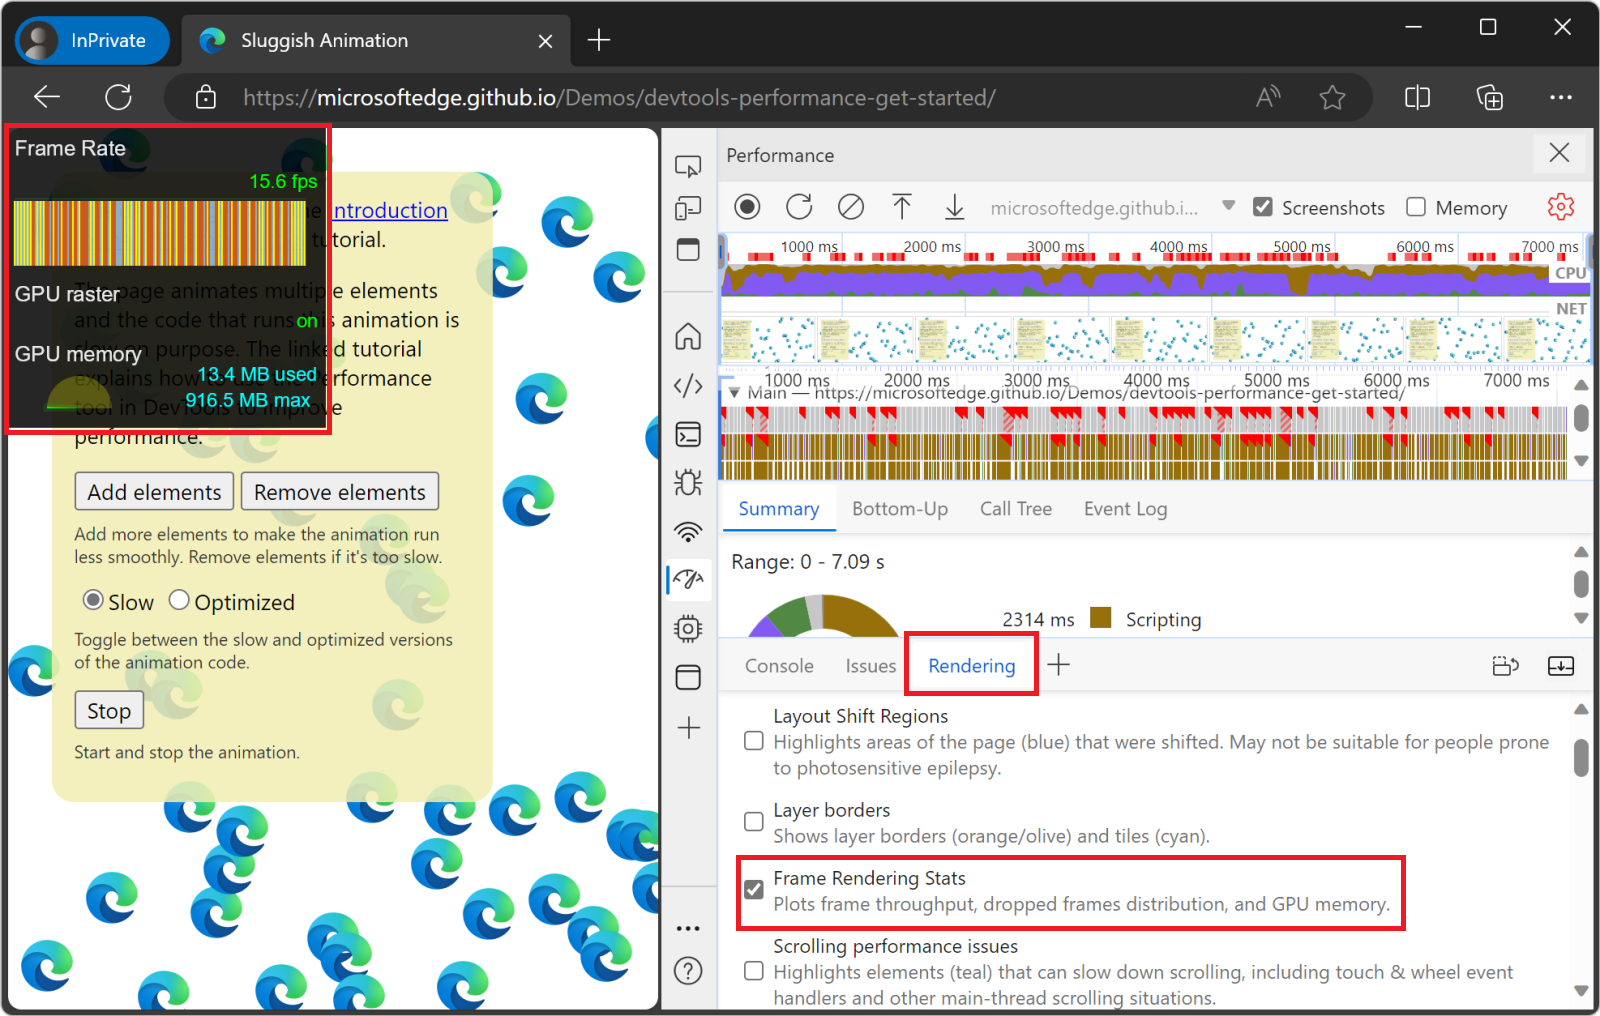 InPrivate
Sluggish Animation
https://microsoftedge.github.io/Demos/devtools-performance-get-started/
Frame Rate
15.6 fps
Introduction
tutorial.
GPU raster
on
GPU memory
13.4 MB used
916.5 MB max
The page animates multiple elements
and the code that runs this animation is
slow on purpose. The linked tutorial
explains how to use the Performance
tool in DevTools to improve
performance.
Add elements
Remove elements
Add more elements to make the animation run
less smoothly. Remove elements if it's too slow.
Slow
Optimized
Toggle between the slow and optimized versions
of the animation code.
Stop
Start and stop the animation.
Performance
microsoftedge.github.i...
Screenshots
Memory
1000 ms
2000 ms
3000 ms
4000 ms
5000 ms
6000 ms
7000 ms
CPU
NET
1000 ms
2000 ms
3000 ms
4000 ms
5000 ms
6000 ms
7000 ms
Main — https://microsoftedge.github.io/Demos/devtools-performance-get-started/
Summary
Bottom-Up
Call Tree
Event Log
Range: 0 - 7.09 s
2314 ms
Scripting
Console
Issues
Rendering
Layout Shift Regions
Highlights areas of the page (blue) that were shifted. May not be suitable for people prone
to photosensitive epilepsy.
Layer borders
Shows layer borders (orange/olive) and tiles (cyan).
Frame Rendering Stats
Plots frame throughput, dropped frames distribution, and GPU memory.
Scrolling performance issues
Highlights elements (teal) that can slow down scrolling, including touch & wheel event
handlers and other main-thread scrolling situations.